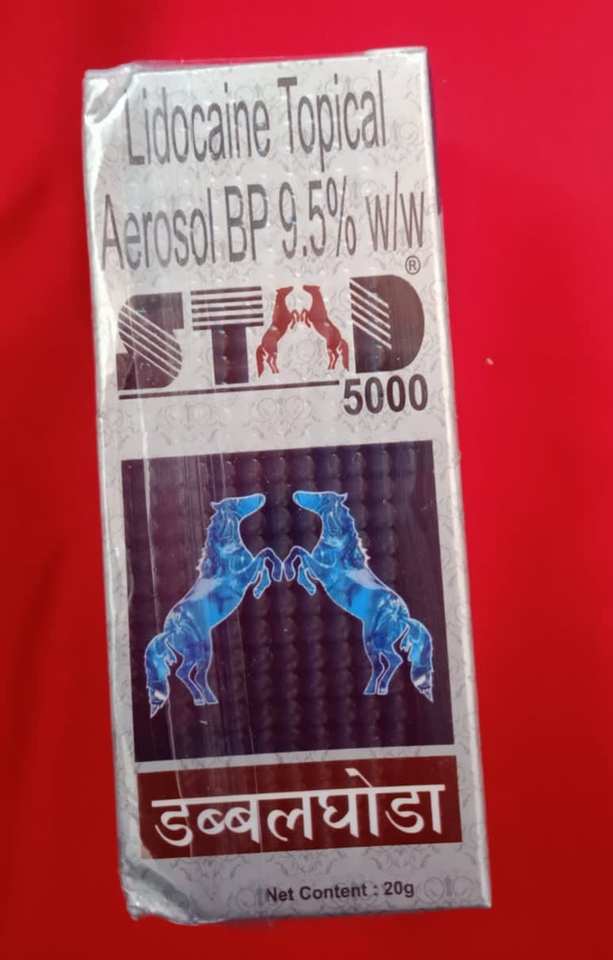 Lidocaine Topical
Aerosol BP 9.5% w/w
STAD®
5000
डब्बलघोडा
Net Content : 20g